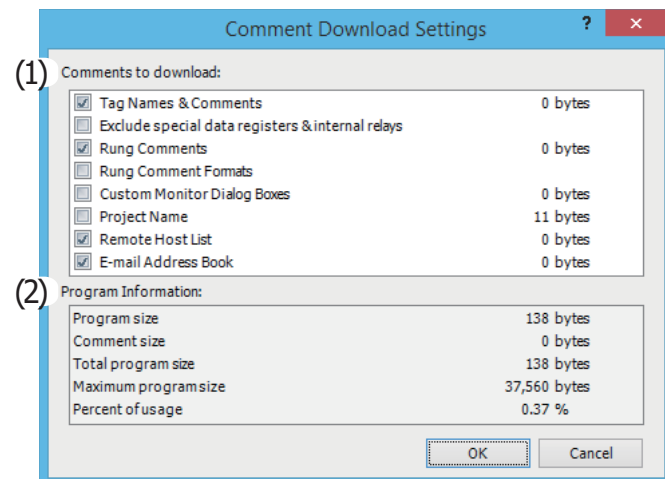 Comment Download Settings ? ×
(1) Comments to download:
Tag Names & Comments 0 bytes
Exclude special data registers & internal relays
Rung Comments 0 bytes
Rung Comment Formats
Custom Monitor Dialog Boxes 0 bytes
Project Name 11 bytes
Remote Host List 0 bytes
E-mail Address Book 0 bytes
(2) Program Information:
Program size 138 bytes
Comment size 0 bytes
Total program size 138 bytes
Maximum program size 37,560 bytes
Percent of usage 0.37 %
OK Cancel